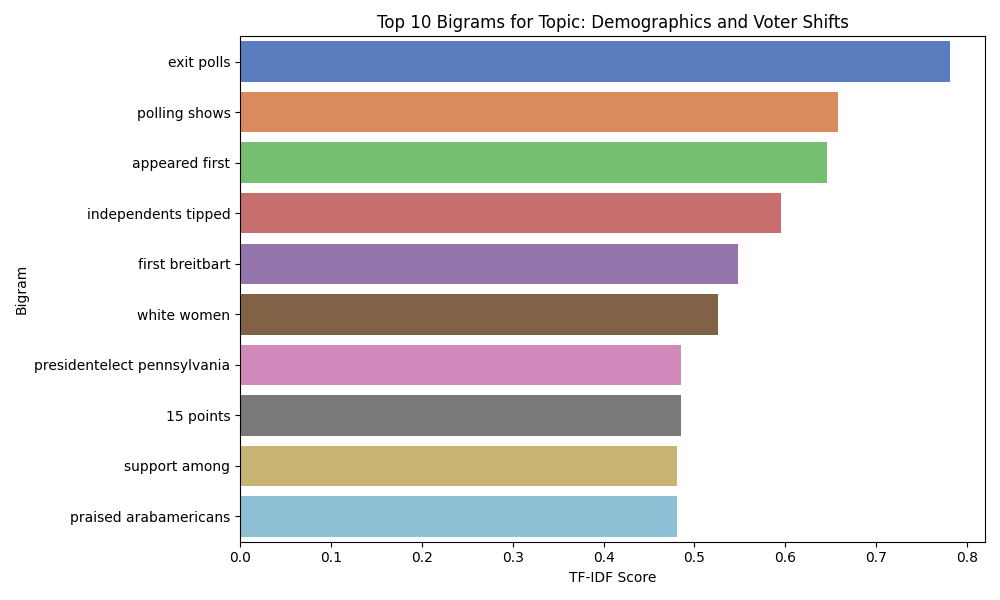 Top 10 Bigrams for Topic: Demographics and Voter Shifts
exit polls
polling shows
appeared first
independents tipped
first breitbart
white women
presidentelect pennsylvania
15 points
support among
praised arabamericans
Bigram
0.0 0.1 0.2 0.3 0.4 0.5 0.6 0.7 0.8
TF-IDF Score